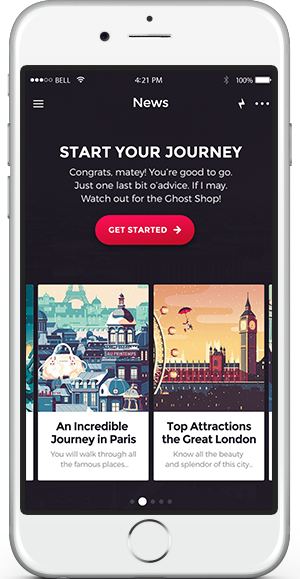 BELL 4:21 PM 100%
News
START YOUR JOURNEY
Congrats, matey! You're good to go.
Just one last bit o'advice. If I may.
Watch out for the Ghost Shop!
GET STARTED
AU PRINTEMPS
An Incredible
Journey in Paris
You will walk through all
the famous places...
Top Attractions
the Great London
Know all the beauty
and splendor of this city...